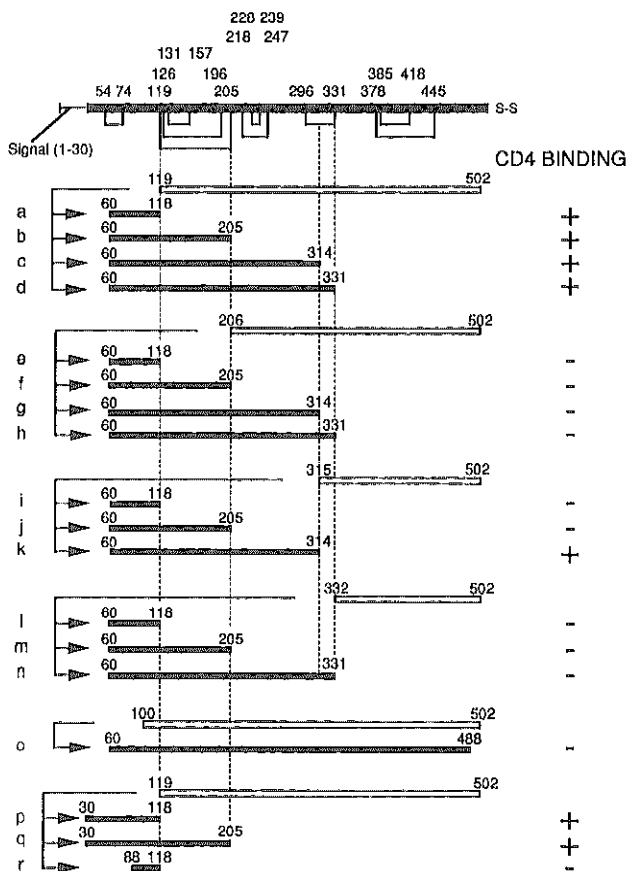 228 239
218 247
131 157 385 418
126 196
54 74 119 205 296 331 378 445
S-S
Signal (1-30)
CD4 BINDING
119 502
a 60 118 +
b 60 205 +
c 60 314 +
d 60 331 +
206 502
e 60 118 -
f 60 205 -
g 60 314 -
h 60 331 -
315 502
i 60 118 -
j 60 205 -
k 60 314 +
332 502
l 60 118 -
m 60 205 -
n 60 331 -
100 502
o 60 488 -
119 502
p 30 118 +
q 30 205 +
r 88 118 -